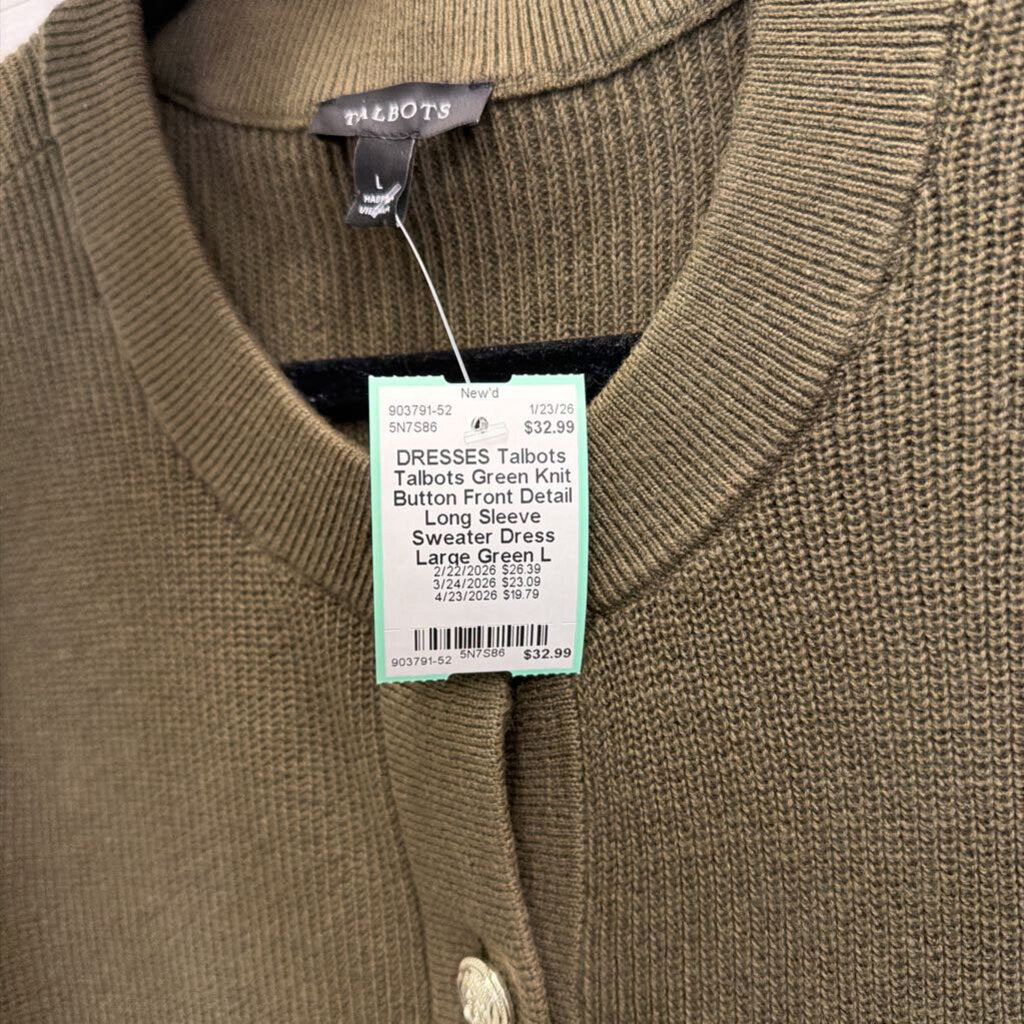 TALBOTS
L
New'd
903791-52 1/23/26
5N7S86 $32.99
DRESSES Talbots
Talbots Green Knit
Button Front Detail
Long Sleeve
Sweater Dress
Large Green L
2/22/2026 $26.39
3/24/2026 $23.09
4/23/2026 $19.79
903791-52 5N7S86 $32.99